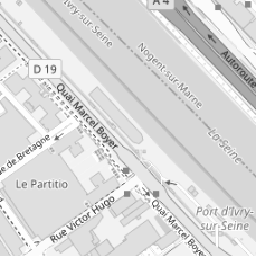 Ivry-sur-Seine
A 4
Nogent-sur-Marne
Autoroute
D 19
Quai Marcel Boyer
La Seine
de Bretagne
Le Partitio
Rue Victor Hugo
Quai Marcel Boyer
Port d'Ivry-
sur-Seine